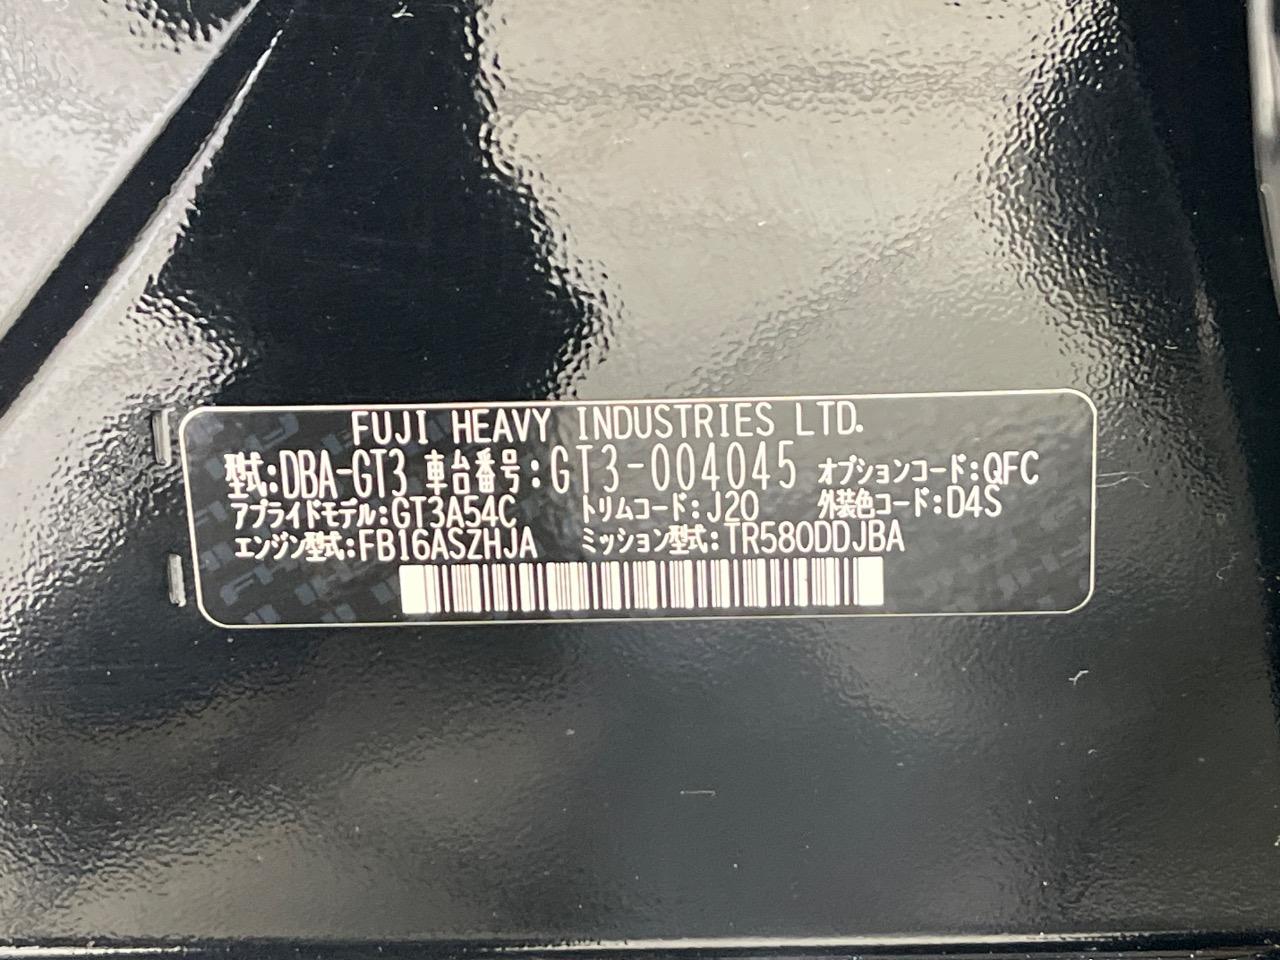 FUJI HEAVY INDUSTRIES LTD.
型式:DBA-GT3 車台番号:GT3-004045 オプションコード:QFC
アプライドモデル:GT3A54C トリムコード:J20 外装色コード:D4S
エンジン型式:FB16ASZHJA ミッション型式:TR580DDJBA